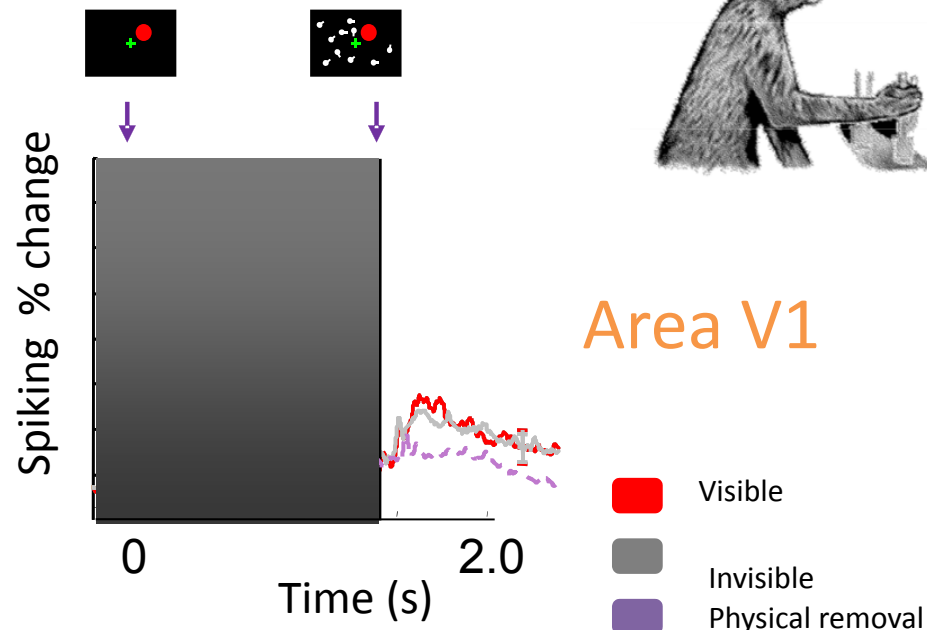 Spiking % change
Area V1
0
2.0
Time (s)
Visible
Invisible
Physical removal